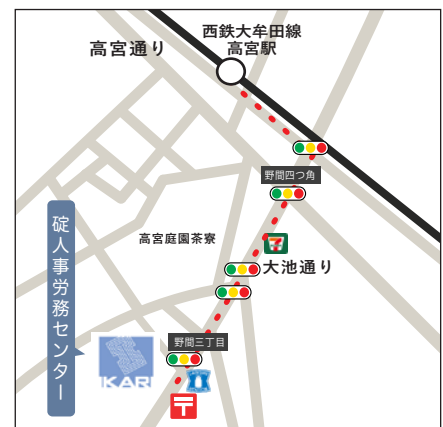 西鉄大牟田線
高宮駅
高宮通り
野間四つ角
高宮庭園茶寮
7
大池通り
碇人事労務センター
野間三丁目
IKARI
〒